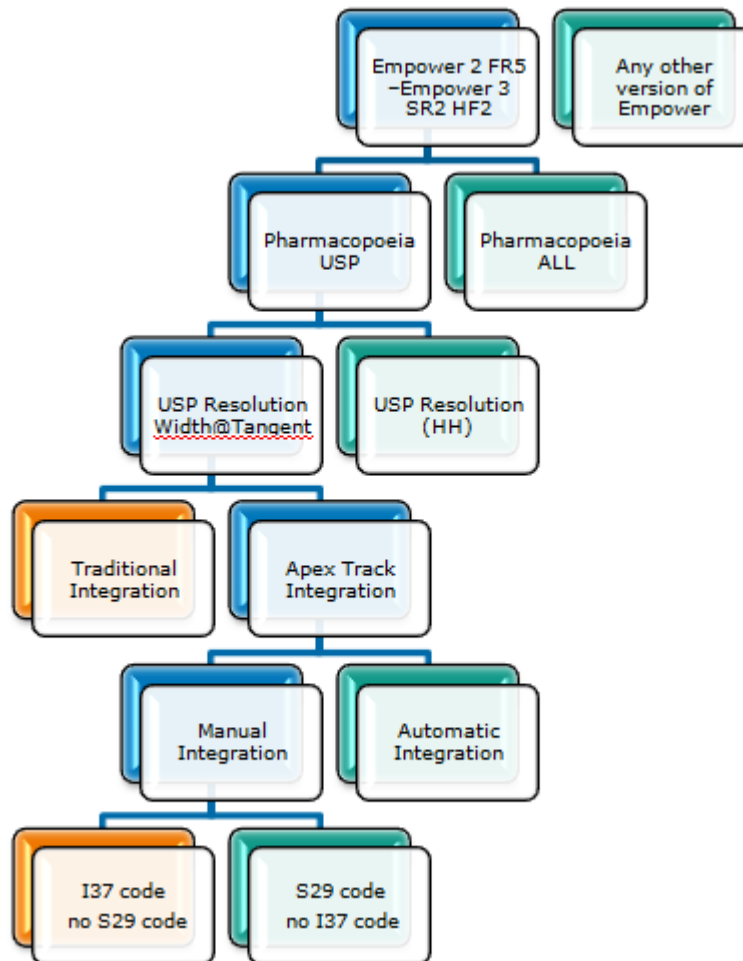 Empower 2 FR5
–Empower 3
SR2 HF2
Any other
version of
Empower
Pharmacopoeia
USP
Pharmacopoeia
ALL
USP Resolution
Width@Tangent
USP Resolution
(HH)
Traditional
Integration
Apex Track
Integration
Manual
Integration
Automatic
Integration
I37 code
no S29 code
S29 code
no I37 code